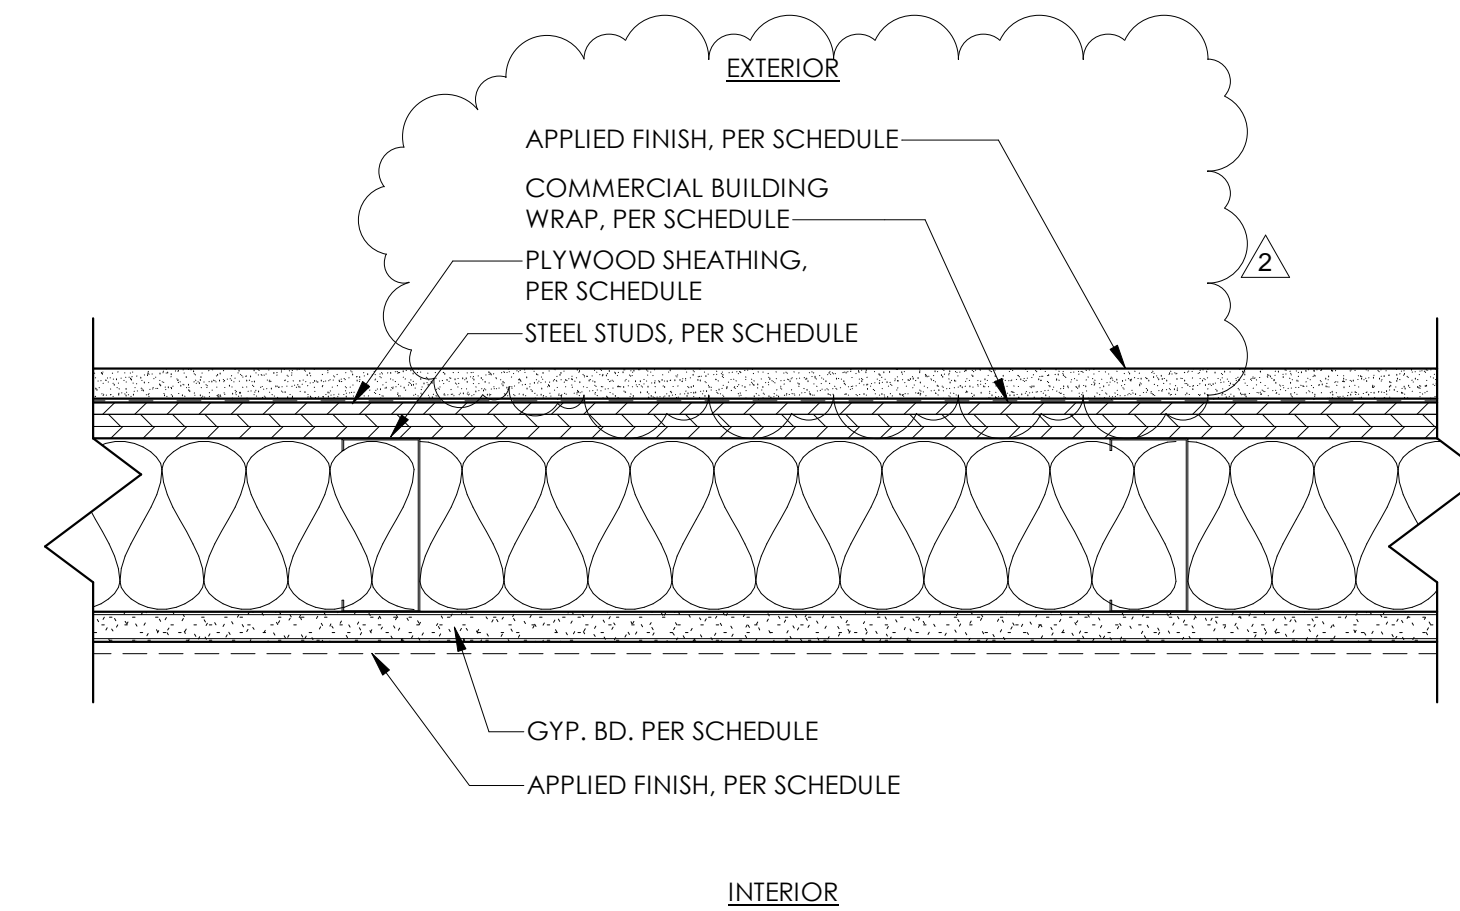 EXTERIOR
APPLIED FINISH, PER SCHEDULE
COMMERCIAL BUILDING
WRAP, PER SCHEDULE
PLYWOOD SHEATHING,
PER SCHEDULE
2
STEEL STUDS, PER SCHEDULE
GYP. BD. PER SCHEDULE
APPLIED FINISH, PER SCHEDULE
INTERIOR